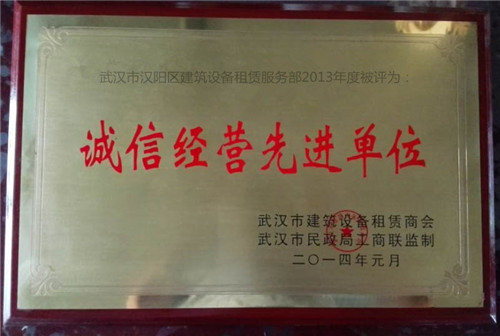 武汉市汉阳区建筑设备租赁服务部2013年度被评为：
诚信经营先进单位
武汉市建筑设备租赁商会
武汉市民政局工商联监制
二〇一四年元月